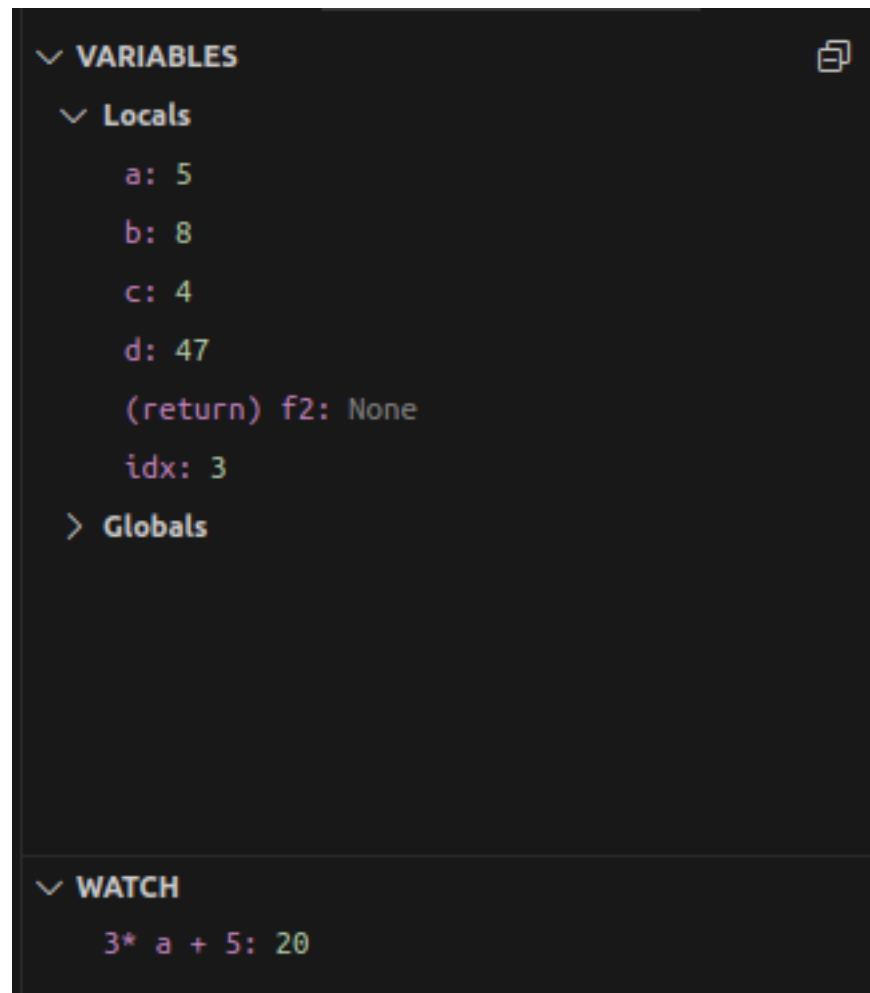 VARIABLES
Locals
a: 5
b: 8
c: 4
d: 47
(return) f2: None
idx: 3
Globals
WATCH
3* a + 5: 20